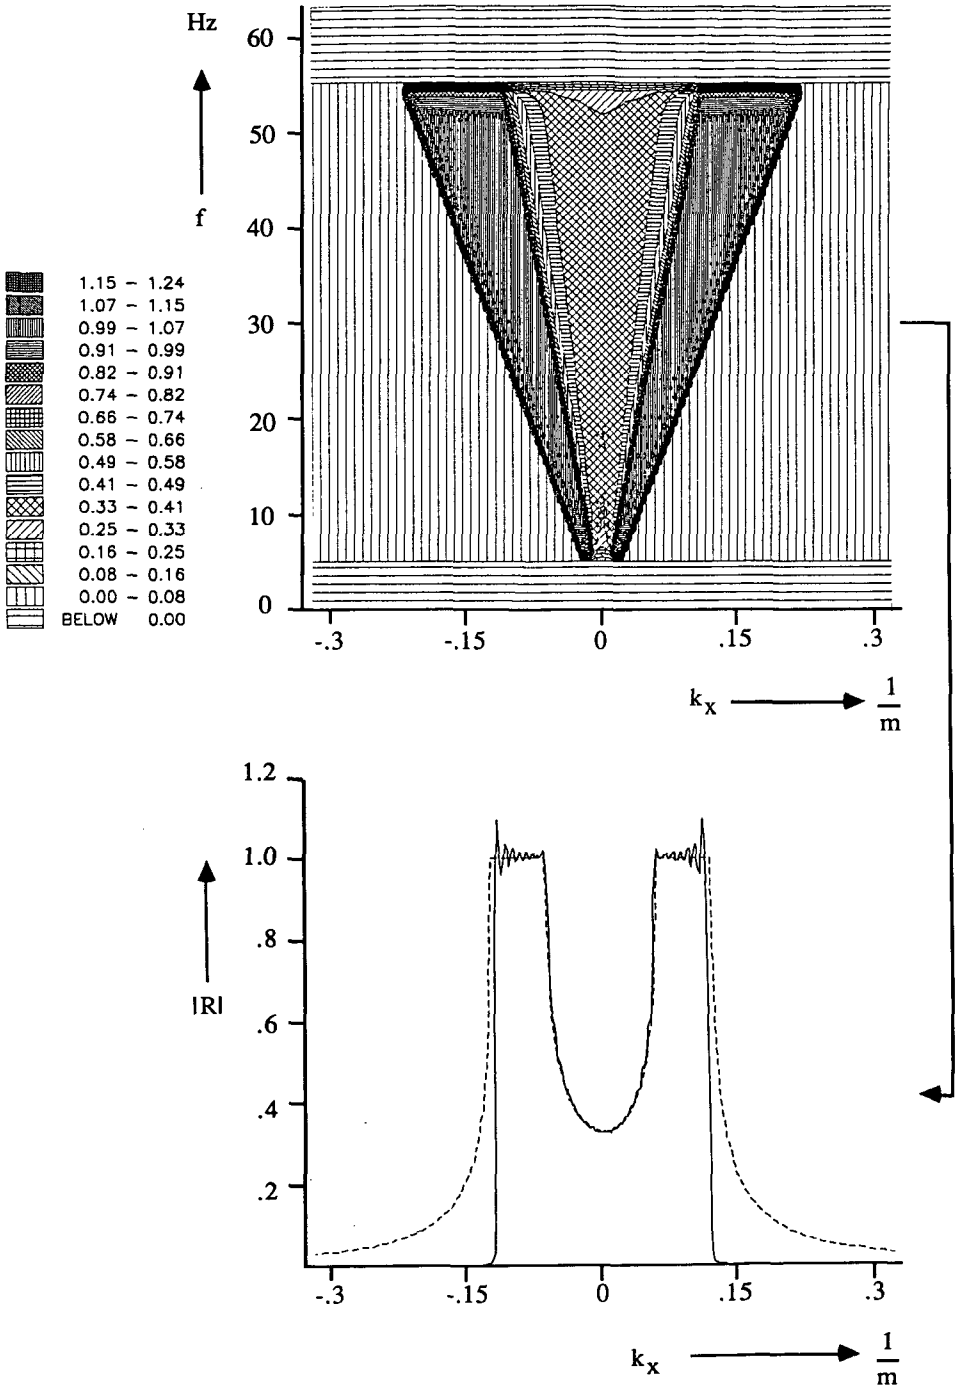 Hz
60
50
40
30
20
10
0
f
-.3
-.15
0
.15
.3
kx
1
m
1.15 - 1.24
1.07 - 1.15
0.99 - 1.07
0.91 - 0.99
0.82 - 0.91
0.74 - 0.82
0.66 - 0.74
0.58 - 0.66
0.49 - 0.58
0.41 - 0.49
0.33 - 0.41
0.25 - 0.33
0.16 - 0.25
0.08 - 0.16
0.00 - 0.08
BELOW 0.00
1.2
1.0
.8
.6
.4
.2
|R|
-.3
-.15
0
.15
.3
kx
1
m